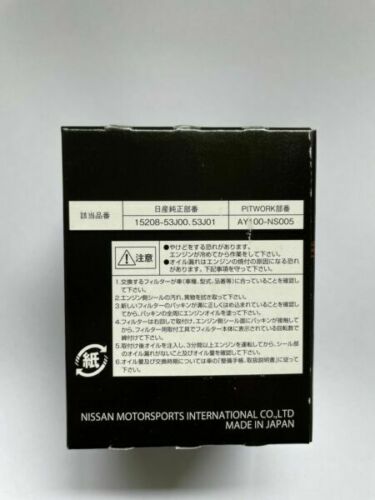 該当品番 日産純正部番 PITWORK部番
15208-53J00.53J01 AY100-NS005
注意
●やけどをする恐れがあります。
エンジンが冷めてから作業をして下さい。
●オイル漏れはエンジンの焼付の原因になる恐れ
があります。下記事項を守って下さい。
1.交換するフィルターが車(車種、型式、品番等)に合っていることを確認して
下さい。
2.エンジン側シールの汚れ、異物を拭き取って下さい。
3.新しいフィルターのパッキンが溝に正しくはめ込まれていることを確認
してから、パッキンの全周にエンジンオイルを塗って下さい。
4.フィルターは右回しで取付け、エンジン側シール面にパッキンが接触して
から、フィルター用取付工具でフィルター本体に表示されている回転数で
締付けて下さい。
5.取付け後オイルを注入し、3分間以上エンジンを運転してから、シール部
のオイル漏れがないことと及びオイル量を確認して下さい。
6.オイル量及び交換時期については車の「整備手帳、取扱説明書」に従って
下さい。
紙
NISSAN MOTORSPORTS INTERNATIONAL CO.,LTD
MADE IN JAPAN